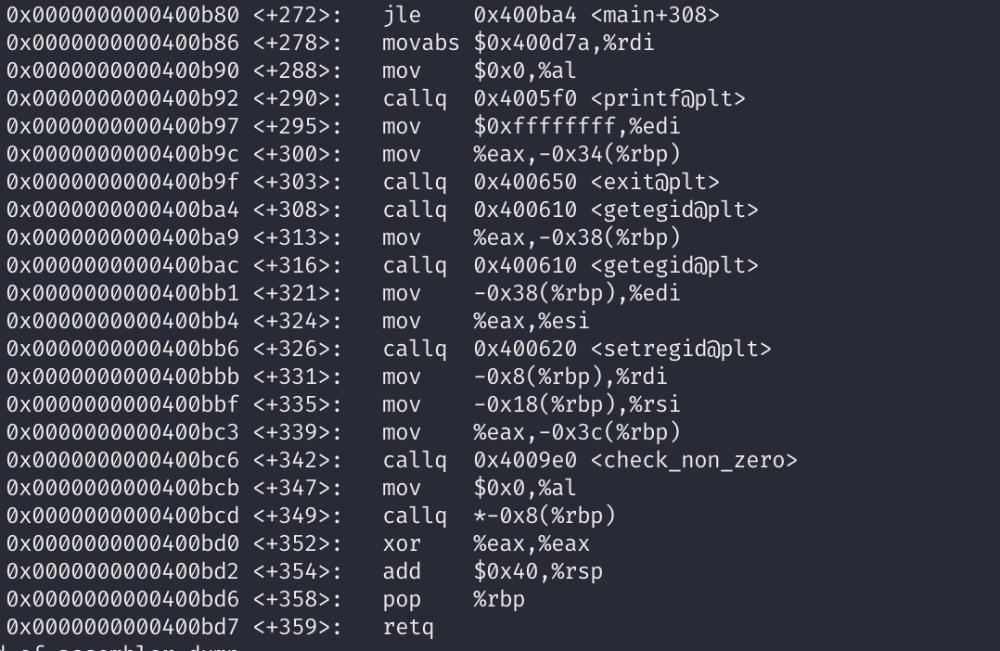 0x0000000000400b80 <+272>: jle 0x400ba4 <main+308>
0x0000000000400b86 <+278>: movabs $0x400d7a,%rdi
0x0000000000400b90 <+288>: mov $0x0,%al
0x0000000000400b92 <+290>: callq 0x4005f0 <printf@plt>
0x0000000000400b97 <+295>: mov $0xffffffff,%edi
0x0000000000400b9c <+300>: mov %eax,-0x34(%rbp)
0x0000000000400b9f <+303>: callq 0x400650 <exit@plt>
0x0000000000400ba4 <+308>: callq 0x400610 <getegid@plt>
0x0000000000400ba9 <+313>: mov %eax,-0x38(%rbp)
0x0000000000400bac <+316>: callq 0x400610 <getegid@plt>
0x0000000000400bb1 <+321>: mov -0x38(%rbp),%edi
0x0000000000400bb4 <+324>: mov %eax,%esi
0x0000000000400bb6 <+326>: callq 0x400620 <setregid@plt>
0x0000000000400bbb <+331>: mov -0x8(%rbp),%rdi
0x0000000000400bbf <+335>: mov -0x18(%rbp),%rsi
0x0000000000400bc3 <+339>: mov %eax,-0x3c(%rbp)
0x0000000000400bc6 <+342>: callq 0x4009e0 <check_non_zero>
0x0000000000400bcb <+347>: mov $0x0,%al
0x0000000000400bcd <+349>: callq *-0x8(%rbp)
0x0000000000400bd0 <+352>: xor %eax,%eax
0x0000000000400bd2 <+354>: add $0x40,%rsp
0x0000000000400bd6 <+358>: pop %rbp
0x0000000000400bd7 <+359>: retq
of assembler dump